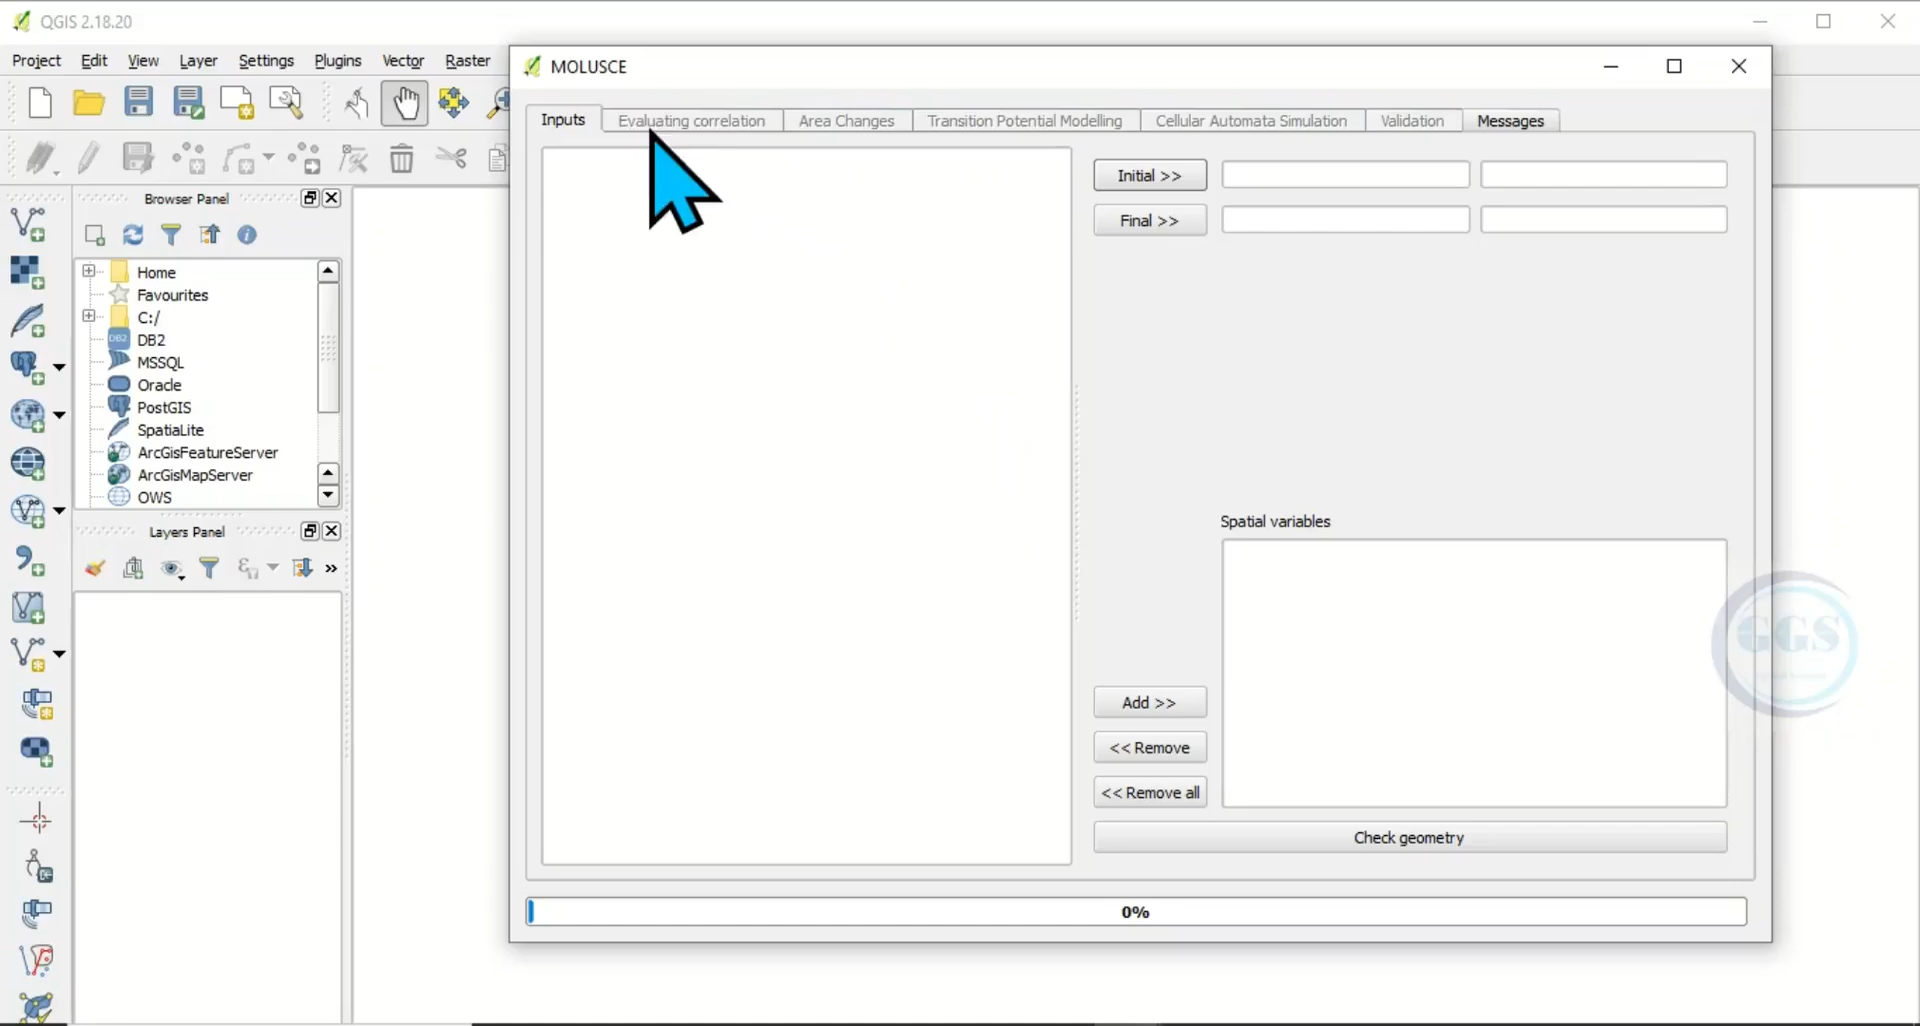 QGIS 2.18.20
Project Edit View Layer Settings Plugins Vector Raster
MOLUSCE
Inputs Evaluating correlation Area Changes Transition Potential Modelling Cellular Automata Simulation Validation Messages
Initial >>
Final >>
Browser Panel
Home
Favourites
C:/
DB2
MSSQL
Oracle
PostGIS
SpatiaLite
ArcGisFeatureServer
ArcGisMapServer
OWS
Layers Panel
Spatial variables
Add >>
<< Remove
<< Remove all
Check geometry
0%
GGS